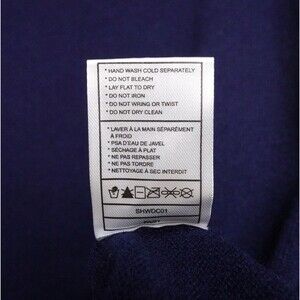 * HAND WASH COLD SEPARATELY
* DO NOT BLEACH
* LAY FLAT TO DRY
* DO NOT IRON
* DO NOT WRING OR TWIST
* DO NOT DRY CLEAN
* LAVER À LA MAIN SÉPARÉMENT
À FROID
* PSA D'EAU DE JAVEL
* SÉCHAGE À PLAT
* NE PAS REPASSER
* NE PAS TORDRE
* NETTOYAGE À SEC INTERDIT
SHWDC01